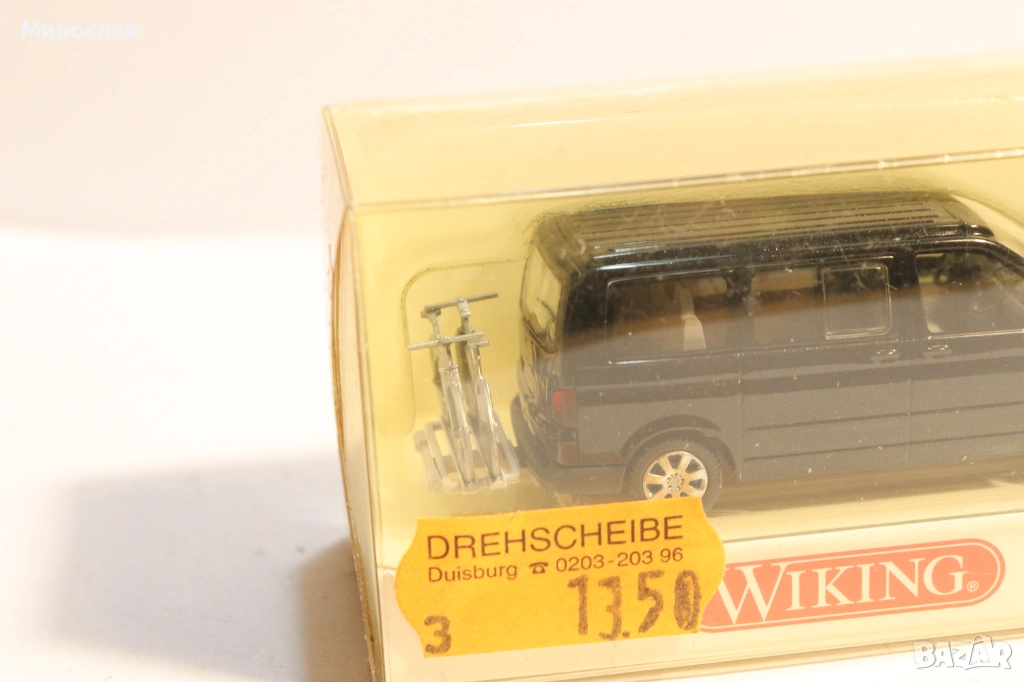 Мирослав
DREHSCHEIBE
Duisburg ☎ 0203-203 96
3 13.50
WIKING®
BAZAR